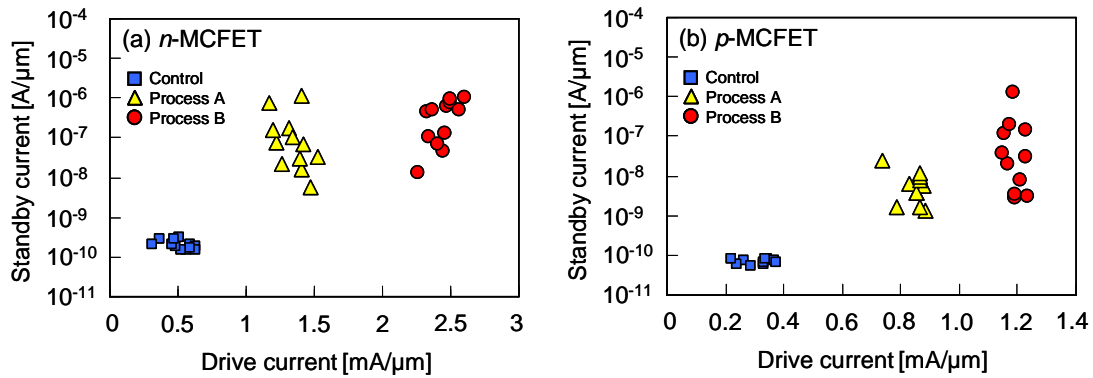 (a) n-MCFET
Standby current [A/μm]
10⁻⁴
10⁻⁵
10⁻⁶
10⁻⁷
10⁻⁸
10⁻⁹
10⁻¹⁰
10⁻¹¹
Control
Process A
Process B
0 0.5 1 1.5 2 2.5 3
Drive current [mA/μm]
(b) p-MCFET
Standby current [A/μm]
10⁻⁴
10⁻⁵
10⁻⁶
10⁻⁷
10⁻⁸
10⁻⁹
10⁻¹⁰
10⁻¹¹
Control
Process A
Process B
0 0.2 0.4 0.6 0.8 1.0 1.2 1.4
Drive current [mA/μm]